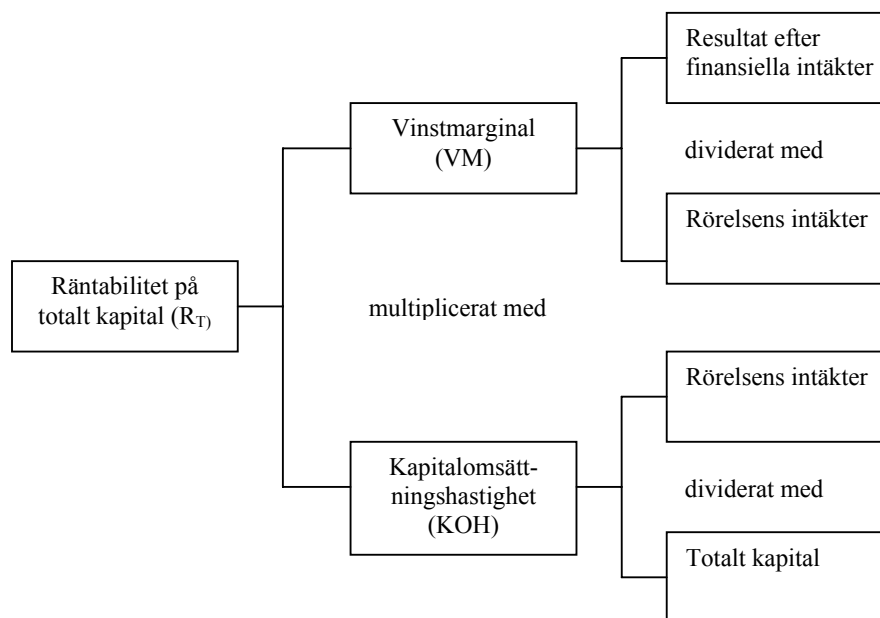 Resultat efter
finansiella intäkter
Vinstmarginal
(VM)
dividerat med
Rörelsens intäkter
Räntabilitet på
totalt kapital (R_T)
multiplicerat med
Rörelsens intäkter
Kapitalomsätt-
ningshastighet
(KOH)
dividerat med
Totalt kapital